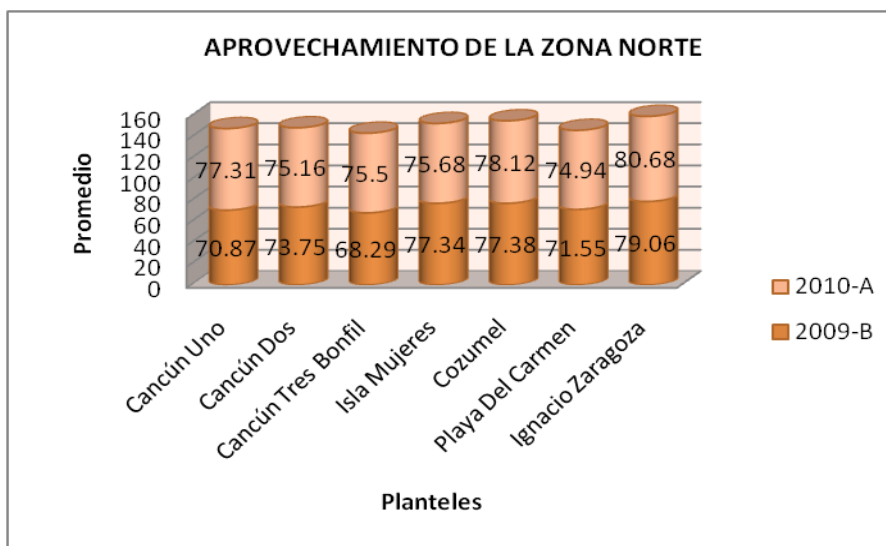 APROVECHAMIENTO DE LA ZONA NORTE
Promedio
160
140
120
100
80
60
40
20
0
77.31 75.16 75.5 75.68 78.12 74.94 80.68
70.87 73.75 68.29 77.34 77.38 71.55 79.06
2010-A
2009-B
Cancún Uno
Cancún Dos
Cancún Tres Bonfil
Isla Mujeres
Cozumel
Playa Del Carmen
Ignacio Zaragoza
Planteles